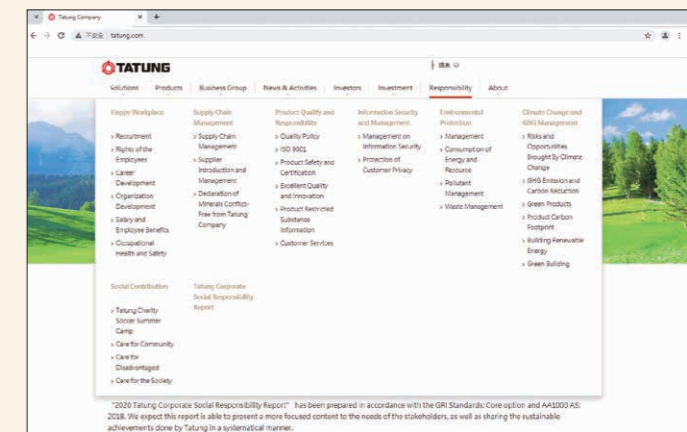 Tatung Company
不安全 tatung.com
TATUNG
Solutions Products Business Group News & Activities Investors Investment Responsibility About
Happy Workplace
› Recruitment
› Rights of the
Employees
› Career
Development
› Organization
Development
› Salary and
Employee Benefits
› Occupational
Health and Safety
Supply Chain
Management
› Supply Chain
Management
› Supplier
Introduction and
Management
› Declaration of
Minerals Conflict-
Free from Tatung
Company
Product Quality and
Responsibility
› Quality Policy
› ISO 9001
› Product Safety and
Certification
› Excellent Quality
and Innovation
› Product Restricted
Substance
Information
› Customer Services
Information Security
and Management
› Management on
Information Security
› Protection of
Customer Privacy
Environmental
Protection
› Management
› Consumption of
Energy and
Resource
› Pollutant
Management
› Waste Management
Climate Change and
GHG Management
› Risks and
Opportunities
Brought By Climate
Change
› GHG Emission and
Carbon Reduction
› Green Products
› Product Carbon
Footprint
› Building Renewable
Energy
› Green Building
Social Contribution
› Tatung Charity
Soccer Summer
Camp
› Care for Community
› Care for
Disadvantaged
› Care for the Society
Tatung Corporate
Social Responsibility
Report
"2020 Tatung Corporate Social Responsibility Report" has been prepared in accordance with the GRI Standards: Core option and AA1000 AS:
2018. We expect this report is able to present a more focused content to the needs of the stakeholders, as well as sharing the sustainable
achievements done by Tatung in a systematical manner.